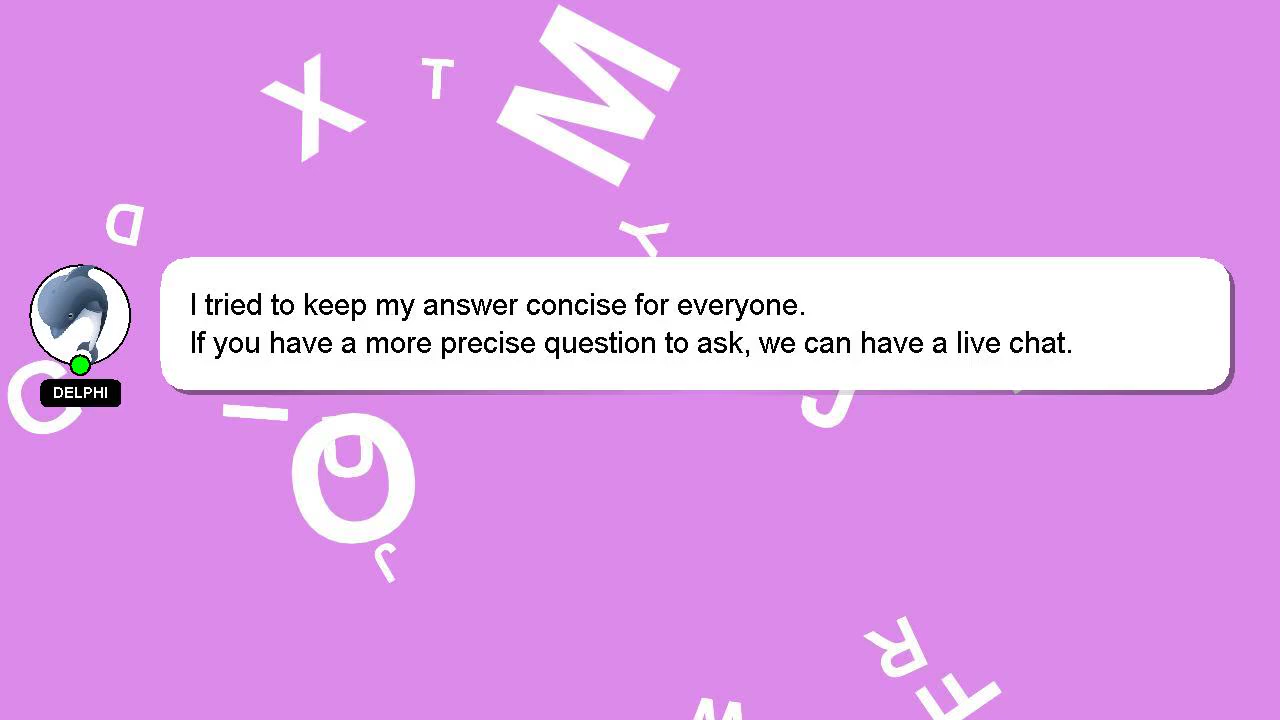 X
T
M
D
Y
I tried to keep my answer concise for everyone.
If you have a more precise question to ask, we can have a live chat.
DELPHI
C
I
O
U
J
J
R
F
W